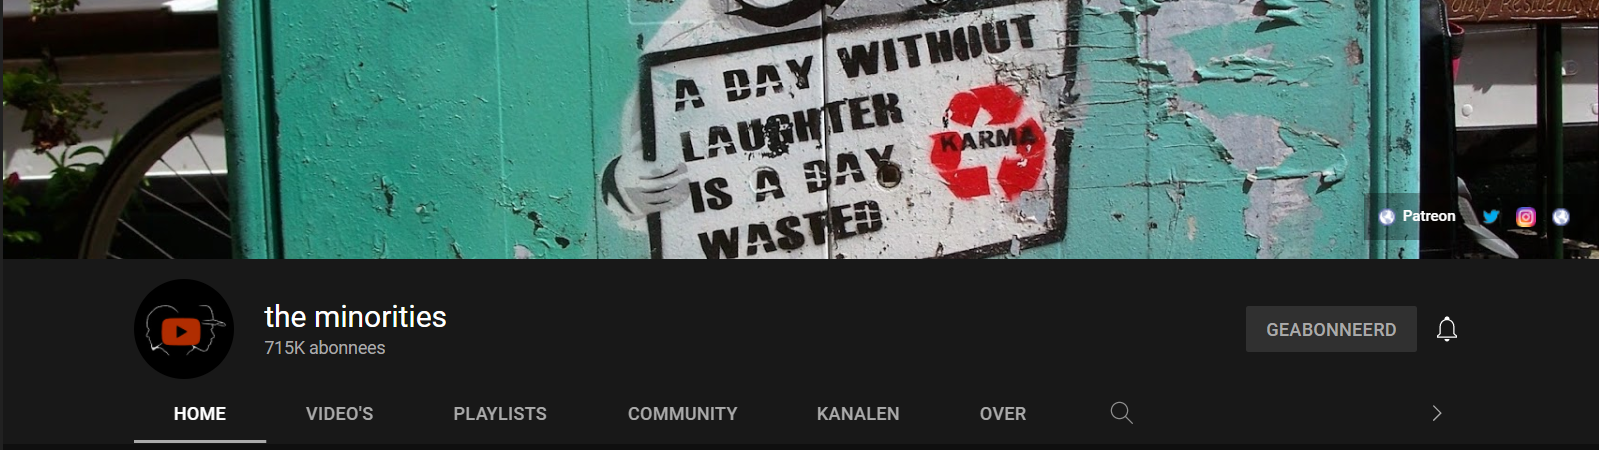 A DAY WITHOUT
LAUGHTER
IS A DAY
WASTED
KARMA
Patreon
the minorities
715K abonnees
GEABONNEERD
HOME
VIDEO'S
PLAYLISTS
COMMUNITY
KANALEN
OVER